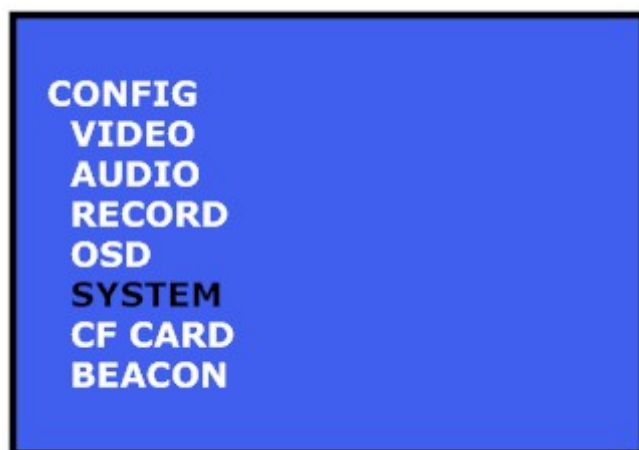 CONFIG
VIDEO
AUDIO
RECORD
OSD
SYSTEM
CF CARD
BEACON